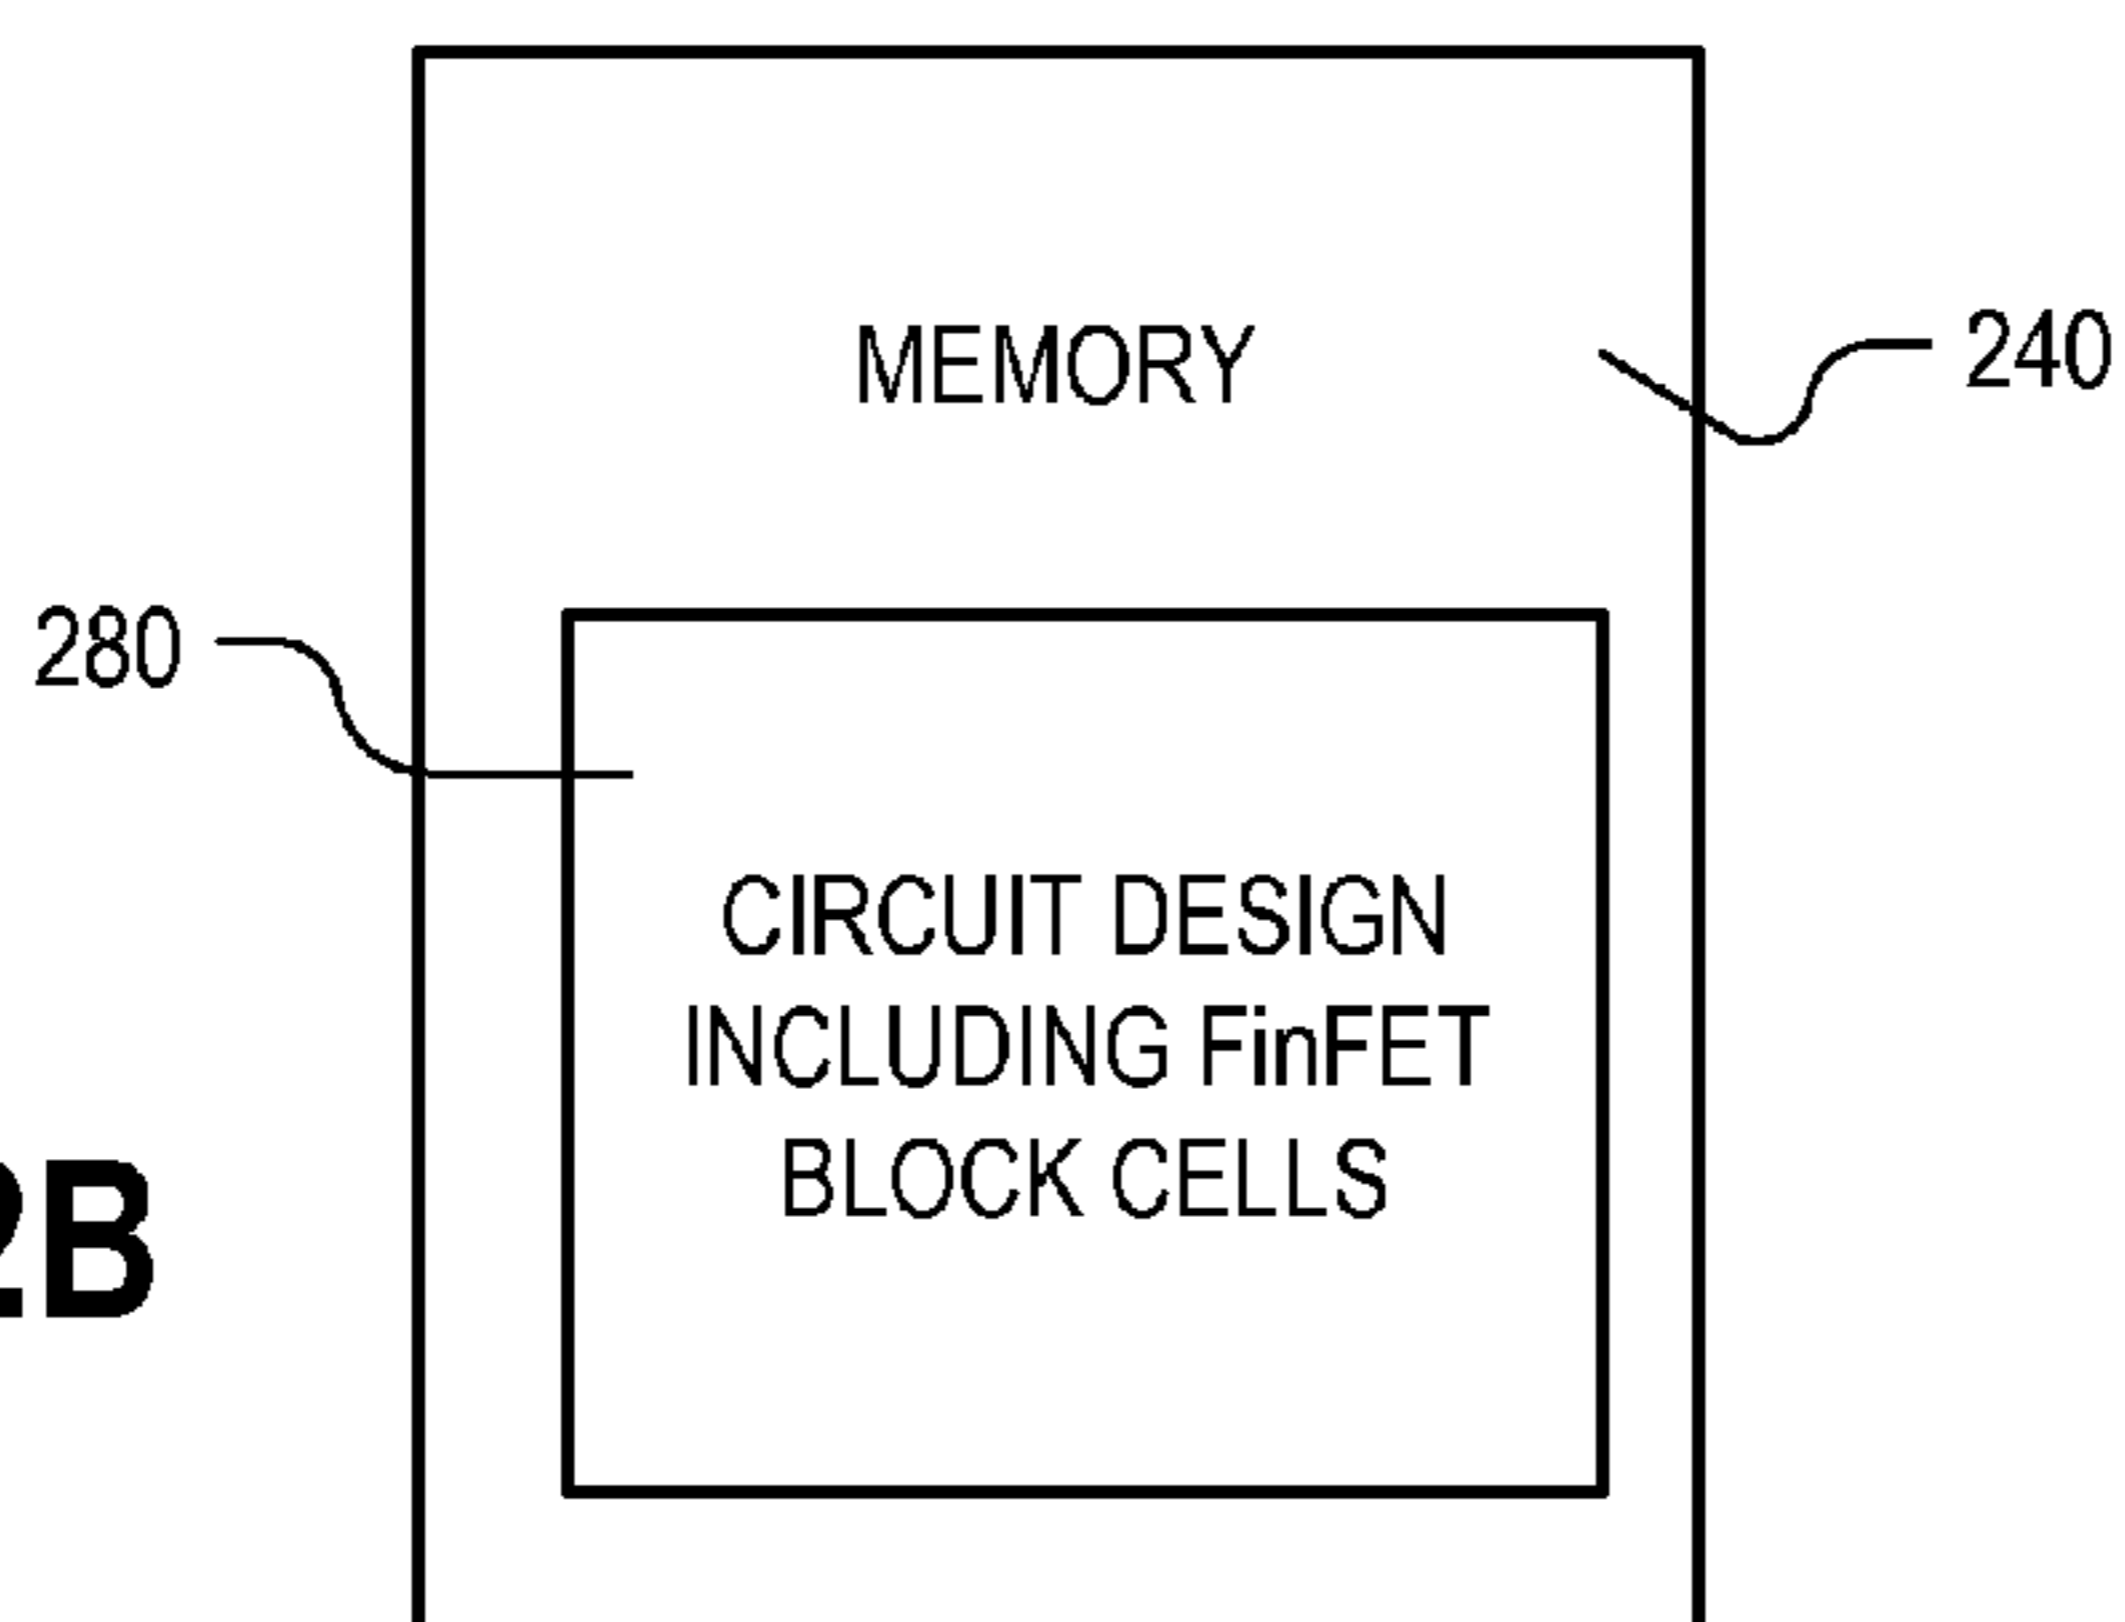 MEMORY
240
280
CIRCUIT DESIGN
INCLUDING FinFET
BLOCK CELLS
2B